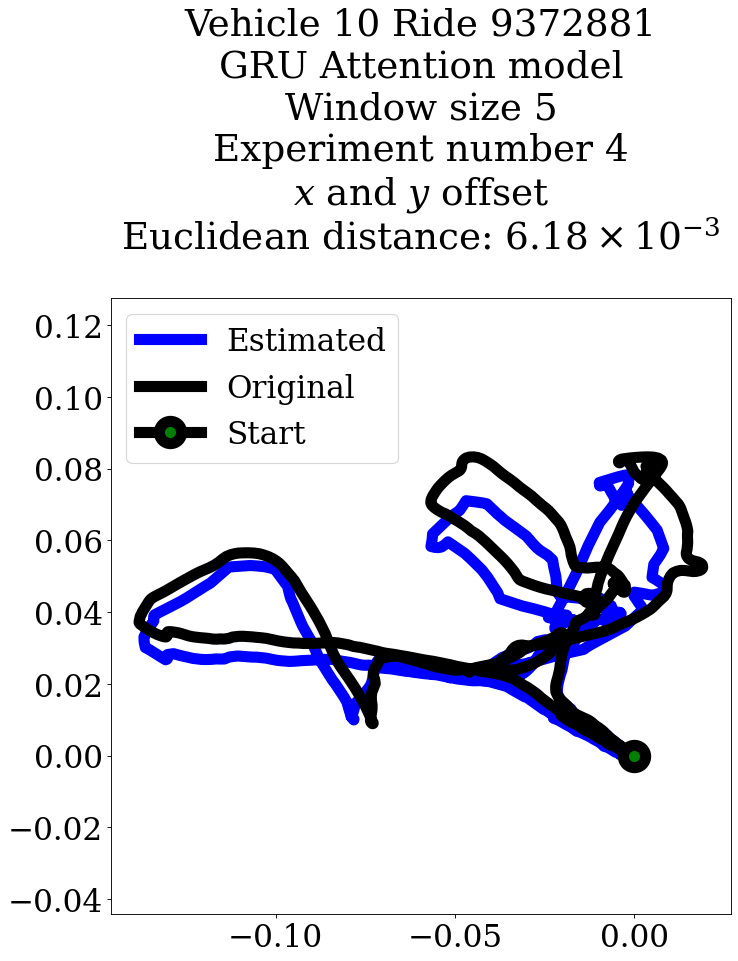 Vehicle 10 Ride 9372881
GRU Attention model
Window size 5
Experiment number 4
x and y offset
Euclidean distance: 6.18 × 10⁻³
Estimated
Original
Start
0.12
0.10
0.08
0.06
0.04
0.02
0.00
−0.02
−0.04
−0.10
−0.05
0.00